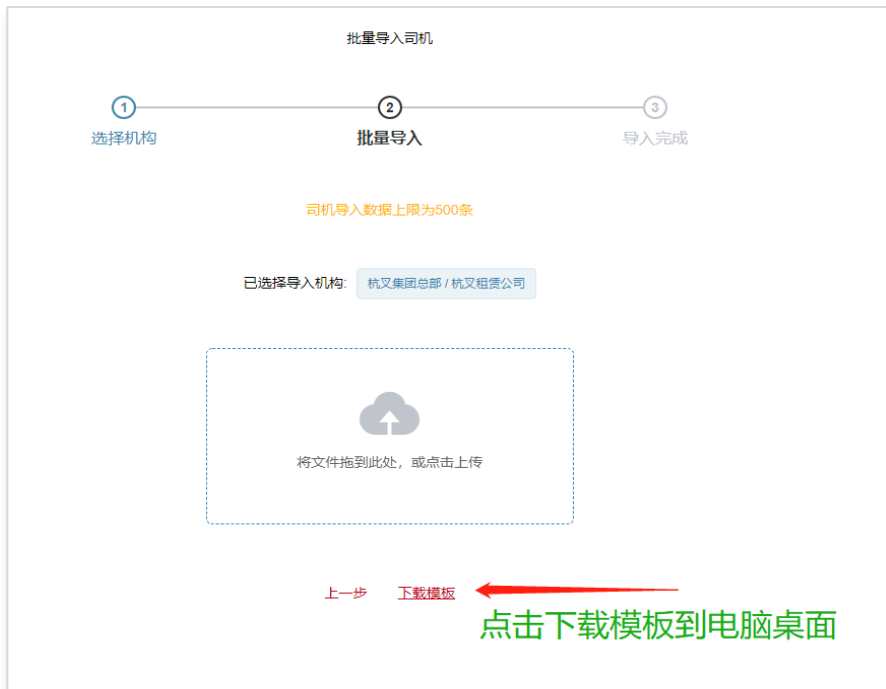 批量导入司机
1
2
3
选择机构
批量导入
导入完成
司机导入数据上限为500条
已选择导入机构: 杭叉集团总部 / 杭叉租赁公司
将文件拖到此处，或点击上传
上一步 下载模板
点击下载模板到电脑桌面